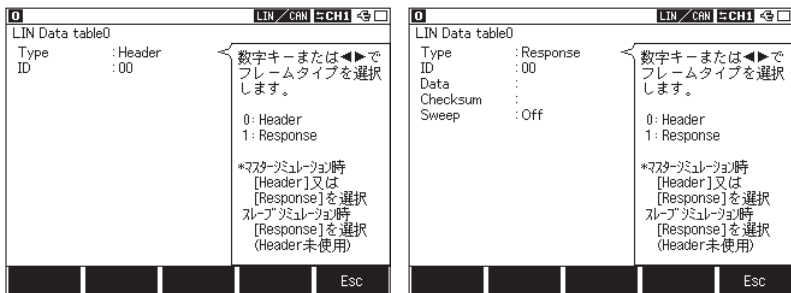 0 LIN/CAN ⇆CH1
LIN Data table0
Type :Header
ID :00
数字キーまたは◀▶で
フレームタイプを選択
します。
0: Header
1: Response
*ﾏｽﾀｰｼﾐｭﾚｰｼｮﾝ時
[Header]又は
[Response]を選択
ｽﾚｰﾌﾞｼﾐｭﾚｰｼｮﾝ時
[Response]を選択
(Header未使用)
Esc
0 LIN/CAN ⇆CH1
LIN Data table0
Type :Response
ID :00
Data :
Checksum :
Sweep :Off
数字キーまたは◀▶で
フレームタイプを選択
します。
0: Header
1: Response
*ﾏｽﾀｰｼﾐｭﾚｰｼｮﾝ時
[Header]又は
[Response]を選択
ｽﾚｰﾌﾞｼﾐｭﾚｰｼｮﾝ時
[Response]を選択
(Header未使用)
Esc